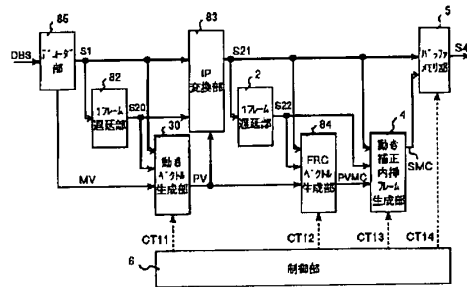 85
83
5
DBS
デコーダ
部
S1
82
1フレーム
遅延部
S20
IP
変換部
S21
2
1フレーム
遅延部
S22
バッファ
メモリ部
S4
30
動き
ベクトル
生成部
MV
PV
84
FRC
ベクトル
生成部
PVMC
4
動き
補正
内挿
フレーム
生成部
SMC
CT11
CT12
CT13
CT14
6
制御部